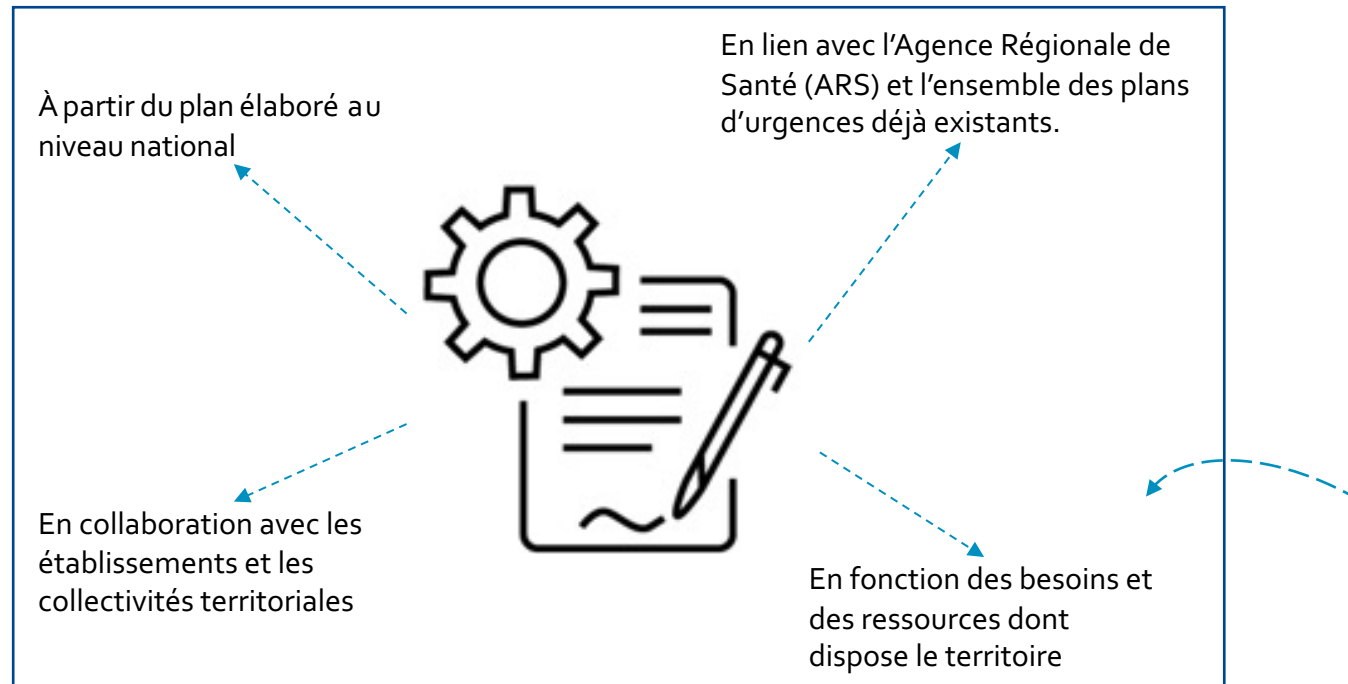 À partir du plan élaboré au
niveau national
En lien avec l’Agence Régionale de
Santé (ARS) et l’ensemble des plans
d’urgences déjà existants.
En collaboration avec les
établissements et les
collectivités territoriales
En fonction des besoins et
des ressources dont
dispose le territoire